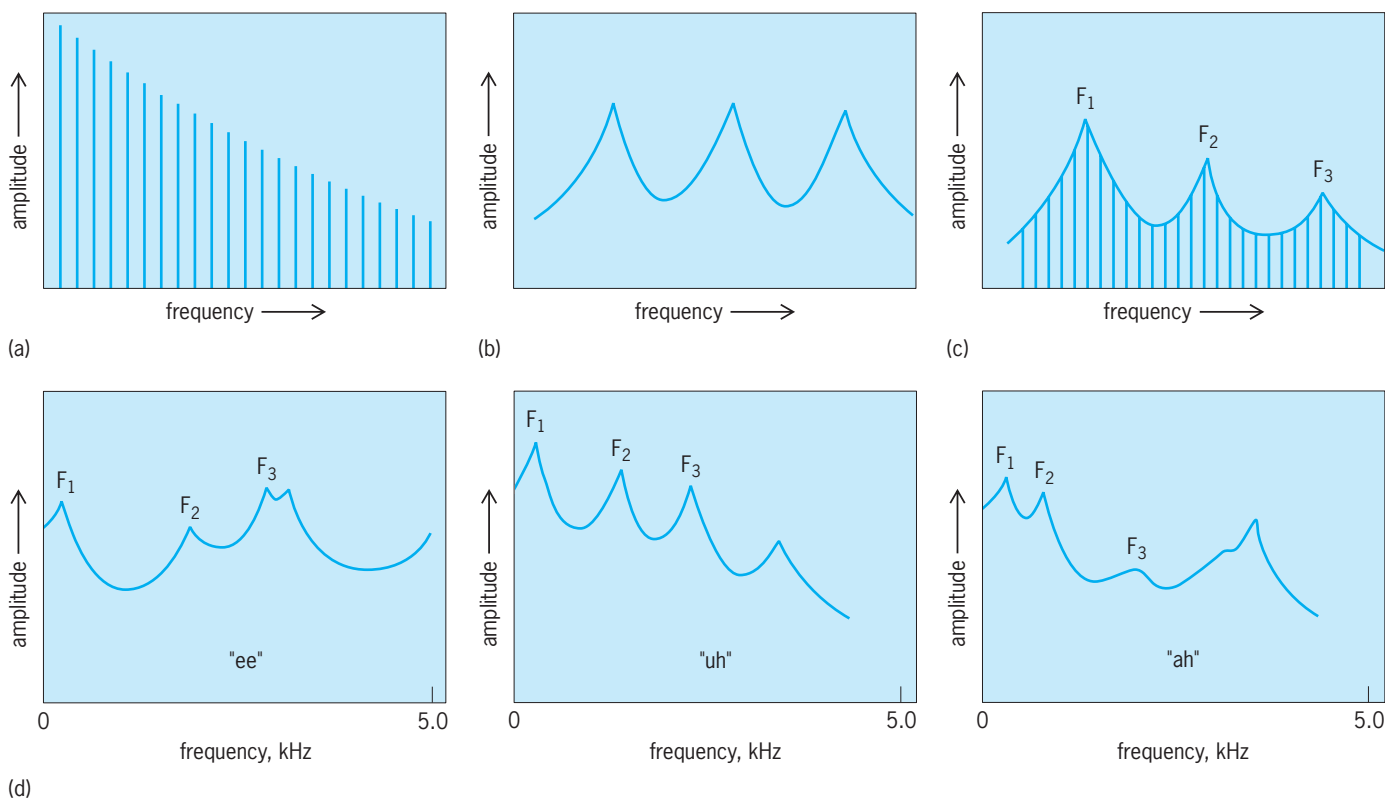 amplitude
frequency
(a)
amplitude
frequency
(b)
F1
F2
F3
amplitude
frequency
(c)
F1
F2
F3
amplitude
"ee"
0
5.0
frequency, kHz
F1
F2
F3
amplitude
"uh"
0
5.0
frequency, kHz
F1
F2
F3
amplitude
"ah"
0
5.0
frequency, kHz
(d)